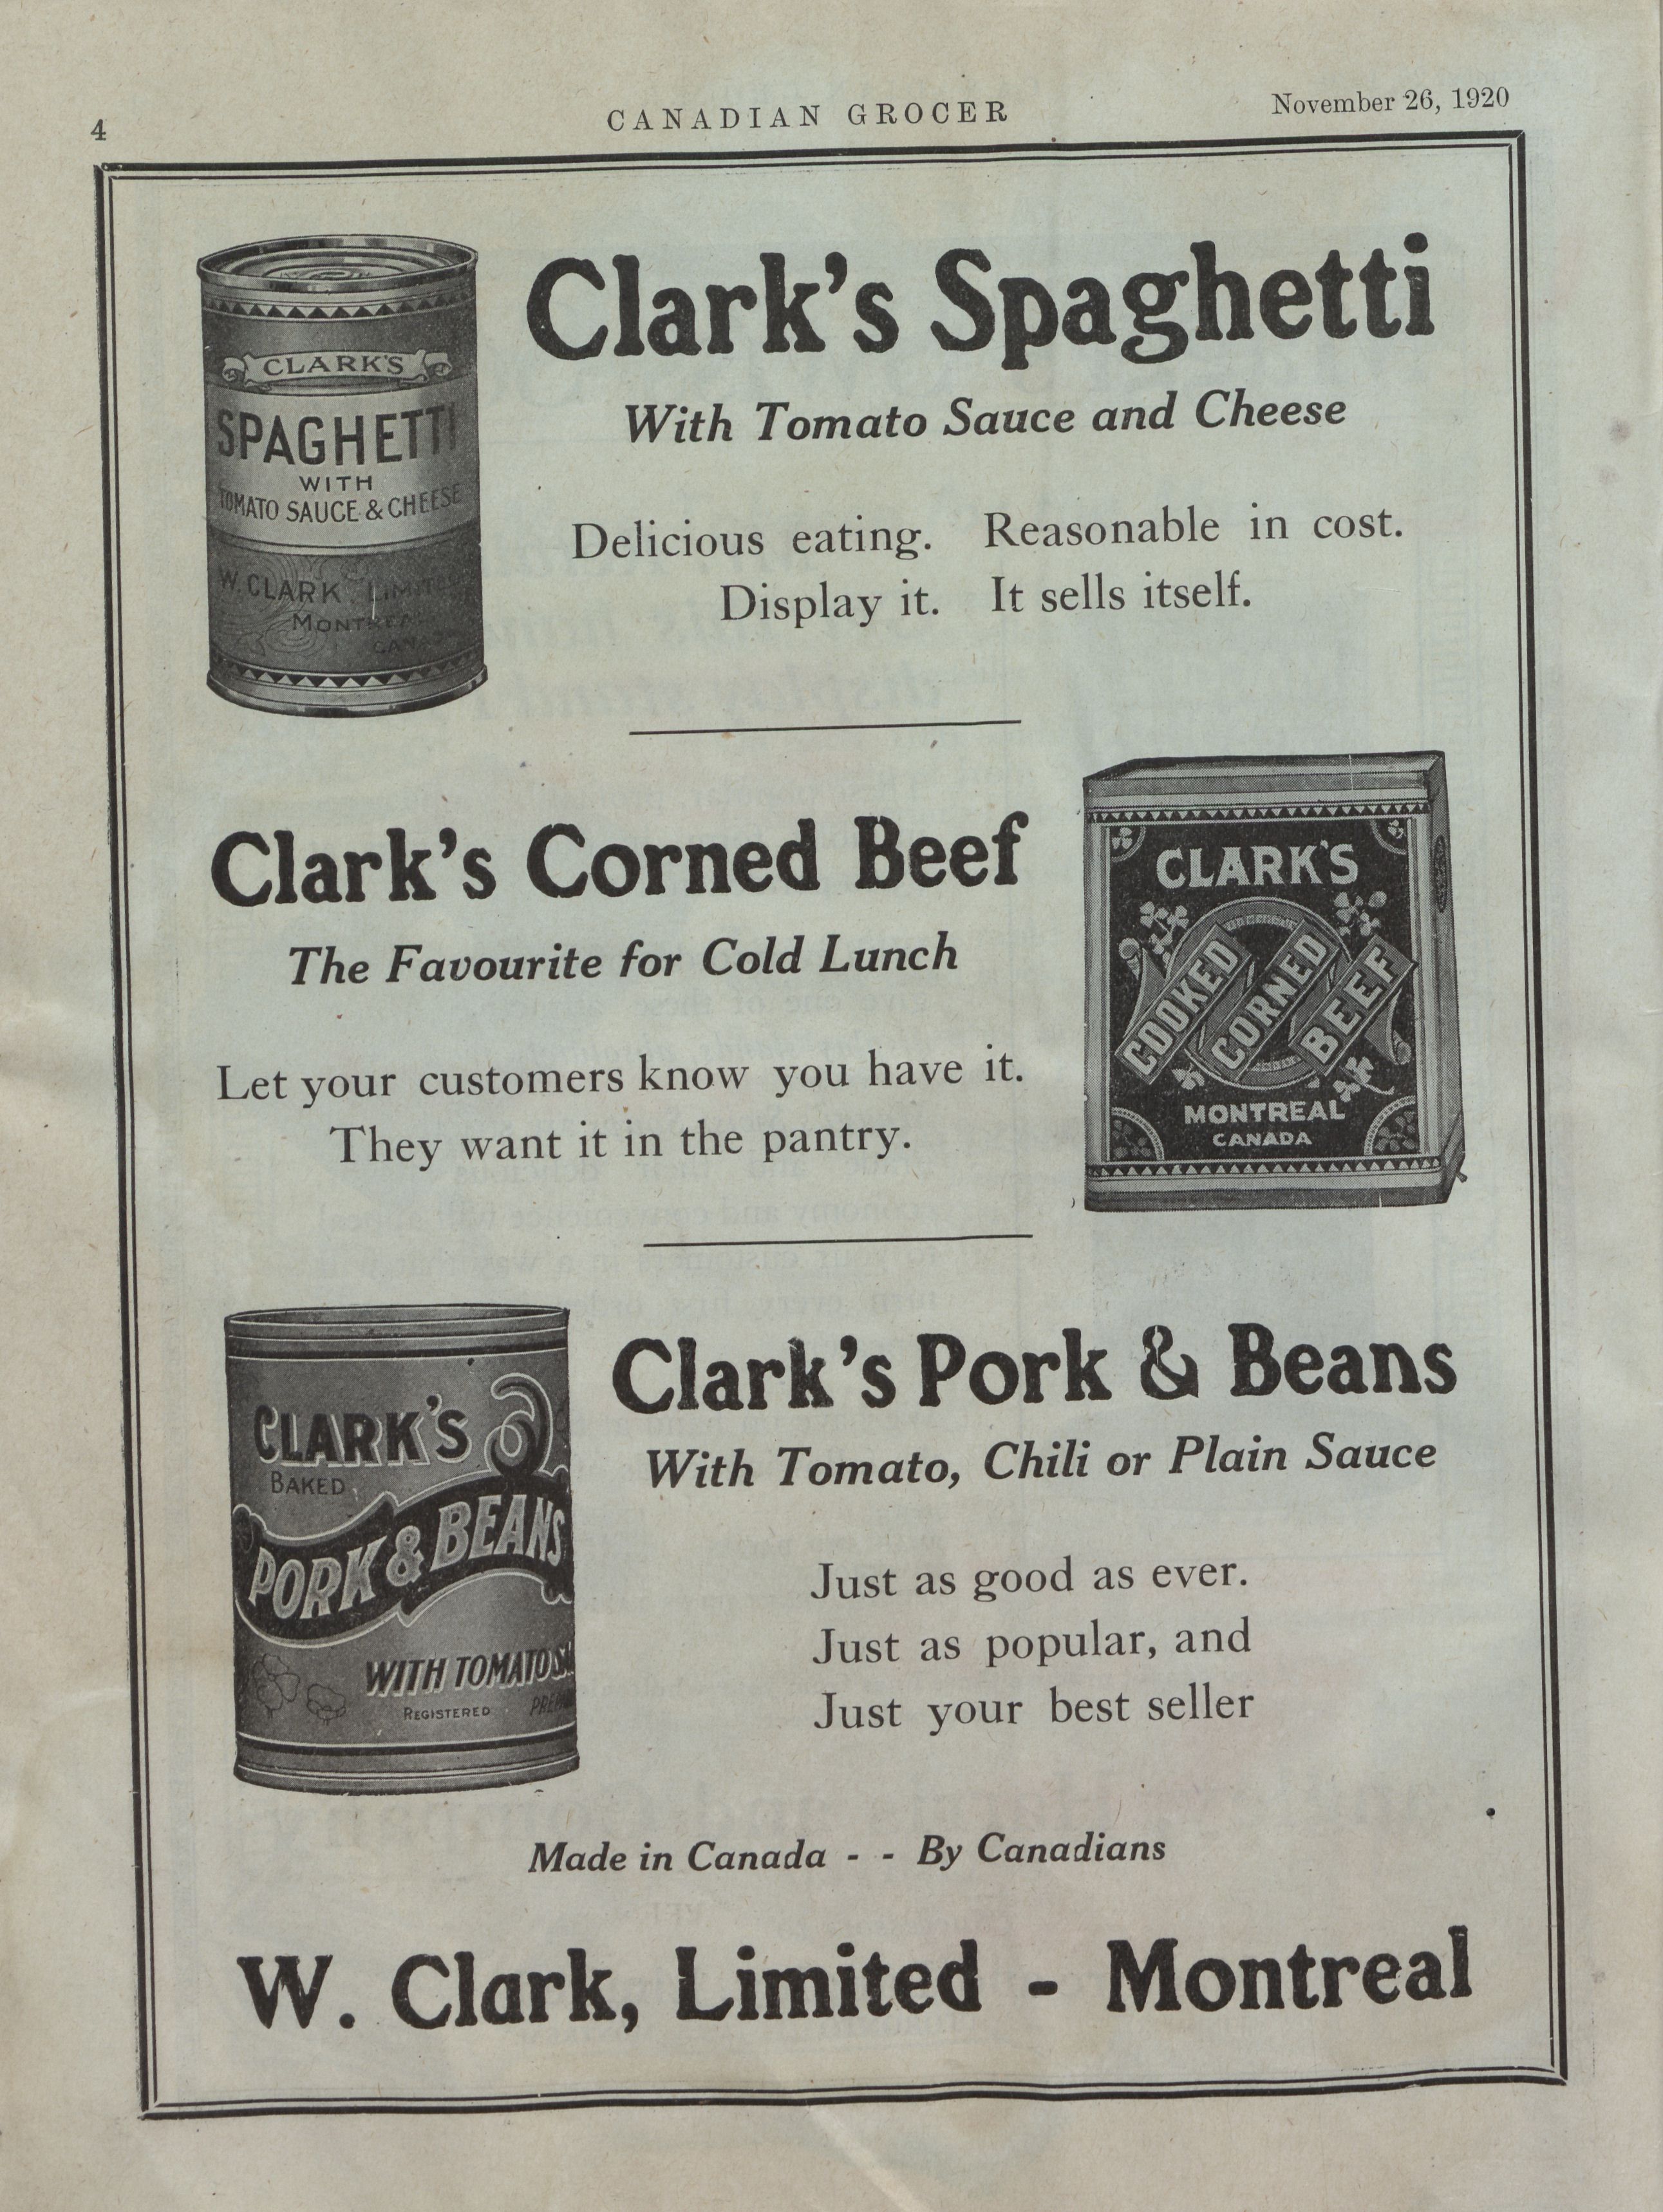 4
CANADIAN GROCER
November 26, 1920
CLARK'S
SPAGHETTI
WITH
TOMATO SAUCE & CHEESE
W. CLARK LIMITED
MONTREAL
CANADA
Clark's Spaghetti
With Tomato Sauce and Cheese
Delicious eating. Reasonable in cost.
Display it. It sells itself.
Clark's Corned Beef
The Favourite for Cold Lunch
Let your customers know you have it.
They want it in the pantry.
CLARK'S
COOKED
CORNED
BEEF
MONTREAL
CANADA
CLARK'S
BAKED
PORK & BEANS
WITH TOMATO
REGISTERED
Clark's Pork & Beans
With Tomato, Chili or Plain Sauce
Just as good as ever.
Just as popular, and
Just your best seller
Made in Canada - - By Canadians
W. Clark, Limited - Montreal